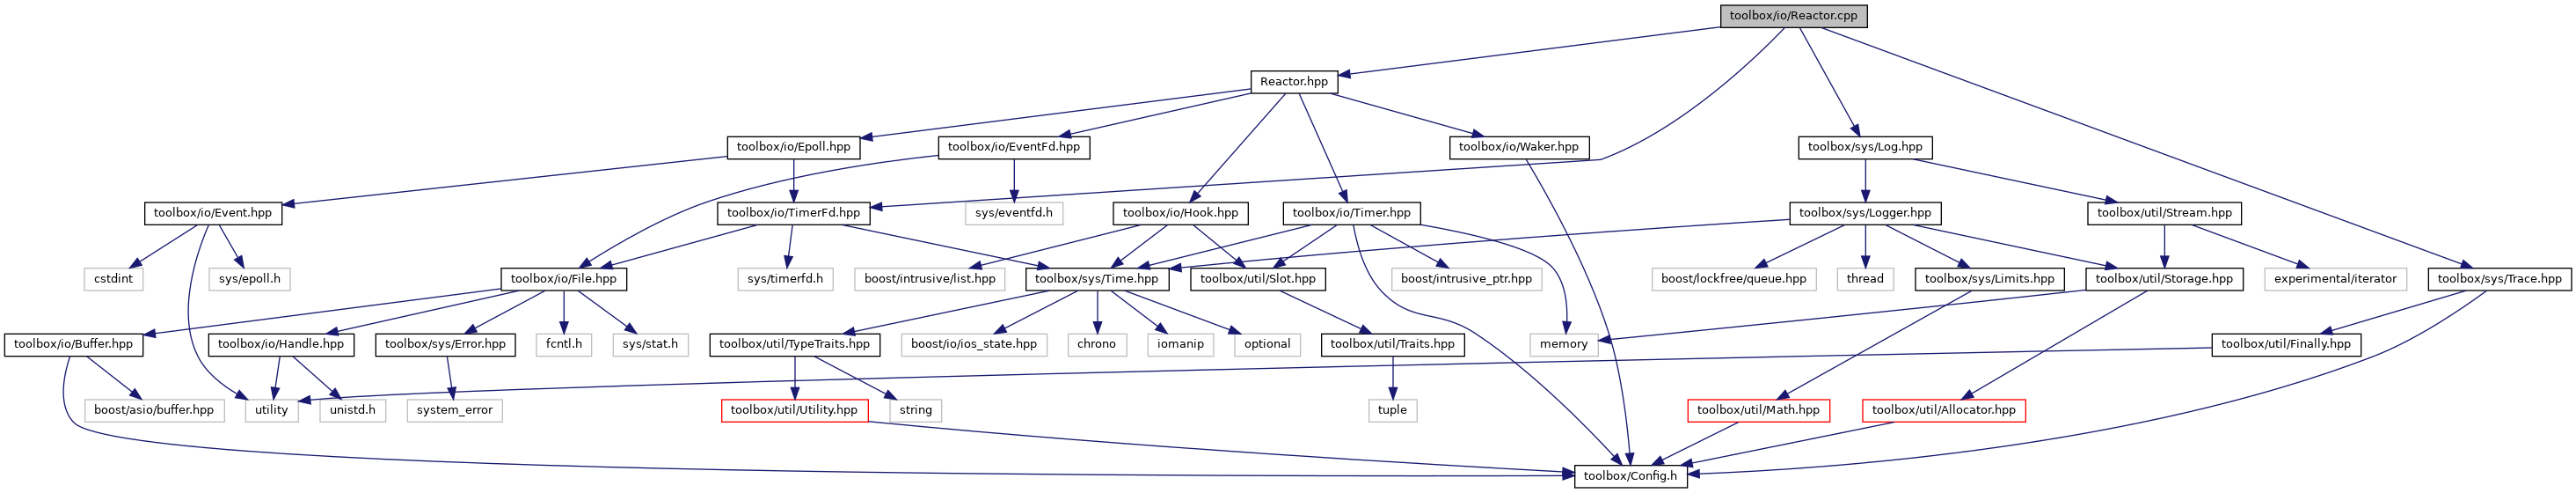 toolbox/io/Reactor.cpp
Reactor.hpp
toolbox/io/Epoll.hpp
toolbox/io/EventFd.hpp
toolbox/io/Waker.hpp
toolbox/sys/Log.hpp
toolbox/io/Event.hpp
toolbox/io/TimerFd.hpp
sys/eventfd.h
toolbox/io/Hook.hpp
toolbox/io/Timer.hpp
toolbox/sys/Logger.hpp
toolbox/util/Stream.hpp
cstdint
sys/epoll.h
toolbox/io/File.hpp
sys/timerfd.h
boost/intrusive/list.hpp
toolbox/sys/Time.hpp
toolbox/util/Slot.hpp
boost/intrusive_ptr.hpp
boost/lockfree/queue.hpp
thread
toolbox/sys/Limits.hpp
toolbox/util/Storage.hpp
experimental/iterator
toolbox/sys/Trace.hpp
toolbox/io/Buffer.hpp
toolbox/io/Handle.hpp
toolbox/sys/Error.hpp
fcntl.h
sys/stat.h
toolbox/util/TypeTraits.hpp
boost/io/ios_state.hpp
chrono
iomanip
optional
toolbox/util/Traits.hpp
memory
toolbox/util/Finally.hpp
boost/asio/buffer.hpp
utility
unistd.h
system_error
toolbox/util/Utility.hpp
string
tuple
toolbox/util/Math.hpp
toolbox/util/Allocator.hpp
toolbox/Config.h